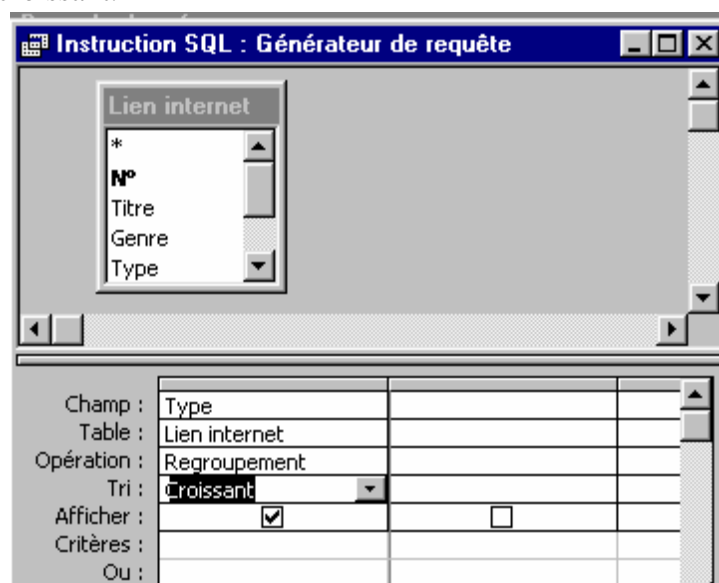 Instruction SQL : Générateur de requête
Lien internet
*
Nº
Titre
Genre
Type
Champ : Type
Table : Lien internet
Opération : Regroupement
Tri : Croissant
Afficher :
Critères :
Ou :